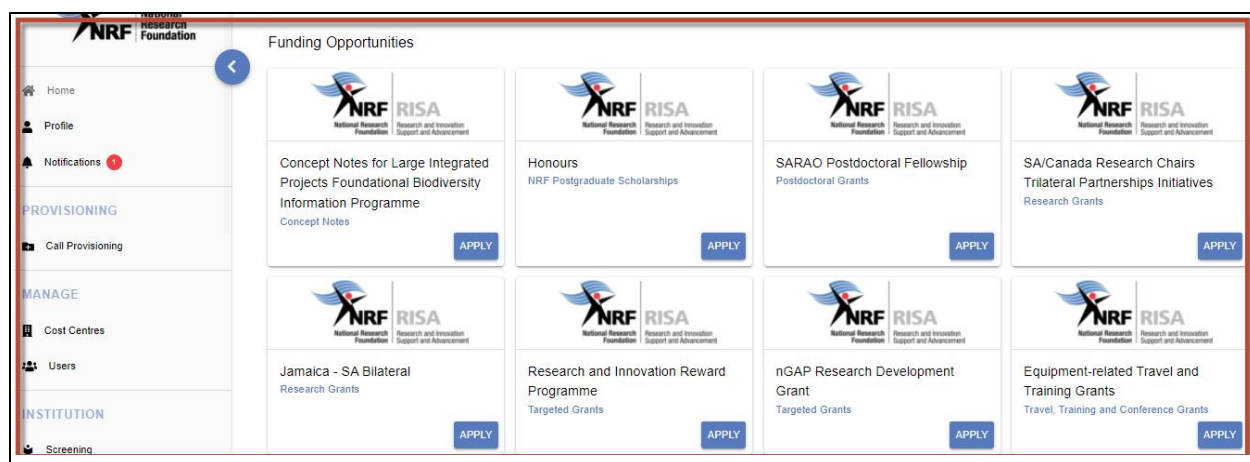 National
NRF Research
Foundation
Home
Profile
Notifications 1
PROVISIONING
Call Provisioning
MANAGE
Cost Centres
Users
INSTITUTION
Screening
Funding Opportunities
NRF RISA
National Research Foundation Research and Innovation Support and Advancement
Concept Notes for Large Integrated
Projects Foundational Biodiversity
Information Programme
Concept Notes
APPLY
NRF RISA
National Research Foundation Research and Innovation Support and Advancement
Honours
NRF Postgraduate Scholarships
APPLY
NRF RISA
National Research Foundation Research and Innovation Support and Advancement
SARAO Postdoctoral Fellowship
Postdoctoral Grants
APPLY
NRF RISA
National Research Foundation Research and Innovation Support and Advancement
SA/Canada Research Chairs
Trilateral Partnerships Initiatives
Research Grants
APPLY
NRF RISA
National Research Foundation Research and Innovation Support and Advancement
Jamaica - SA Bilateral
Research Grants
APPLY
NRF RISA
National Research Foundation Research and Innovation Support and Advancement
Research and Innovation Reward
Programme
Targeted Grants
APPLY
NRF RISA
National Research Foundation Research and Innovation Support and Advancement
nGAP Research Development
Grant
Targeted Grants
APPLY
NRF RISA
National Research Foundation Research and Innovation Support and Advancement
Equipment-related Travel and
Training Grants
Travel, Training and Conference Grants
APPLY